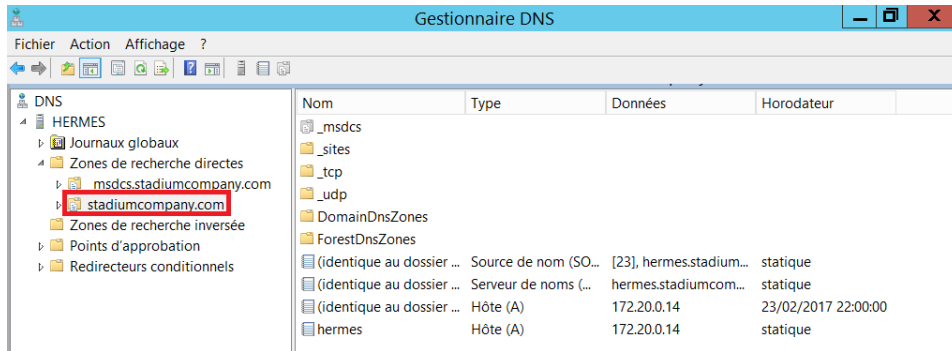 Gestionnaire DNS
Fichier Action Affichage ?
DNS
HERMES
Journaux globaux
Zones de recherche directes
_msdcs.stadiumcompany.com
stadiumcompany.com
Zones de recherche inversée
Points d'approbation
Redirecteurs conditionnels
Nom Type Données Horodateur
_msdcs
_sites
_tcp
_udp
DomainDnsZones
ForestDnsZones
(identique au dossier ... Source de nom (SO... [23], hermes.stadium... statique
(identique au dossier ... Serveur de noms (... hermes.stadiumcom... statique
(identique au dossier ... Hôte (A) 172.20.0.14 23/02/2017 22:00:00
hermes Hôte (A) 172.20.0.14 statique